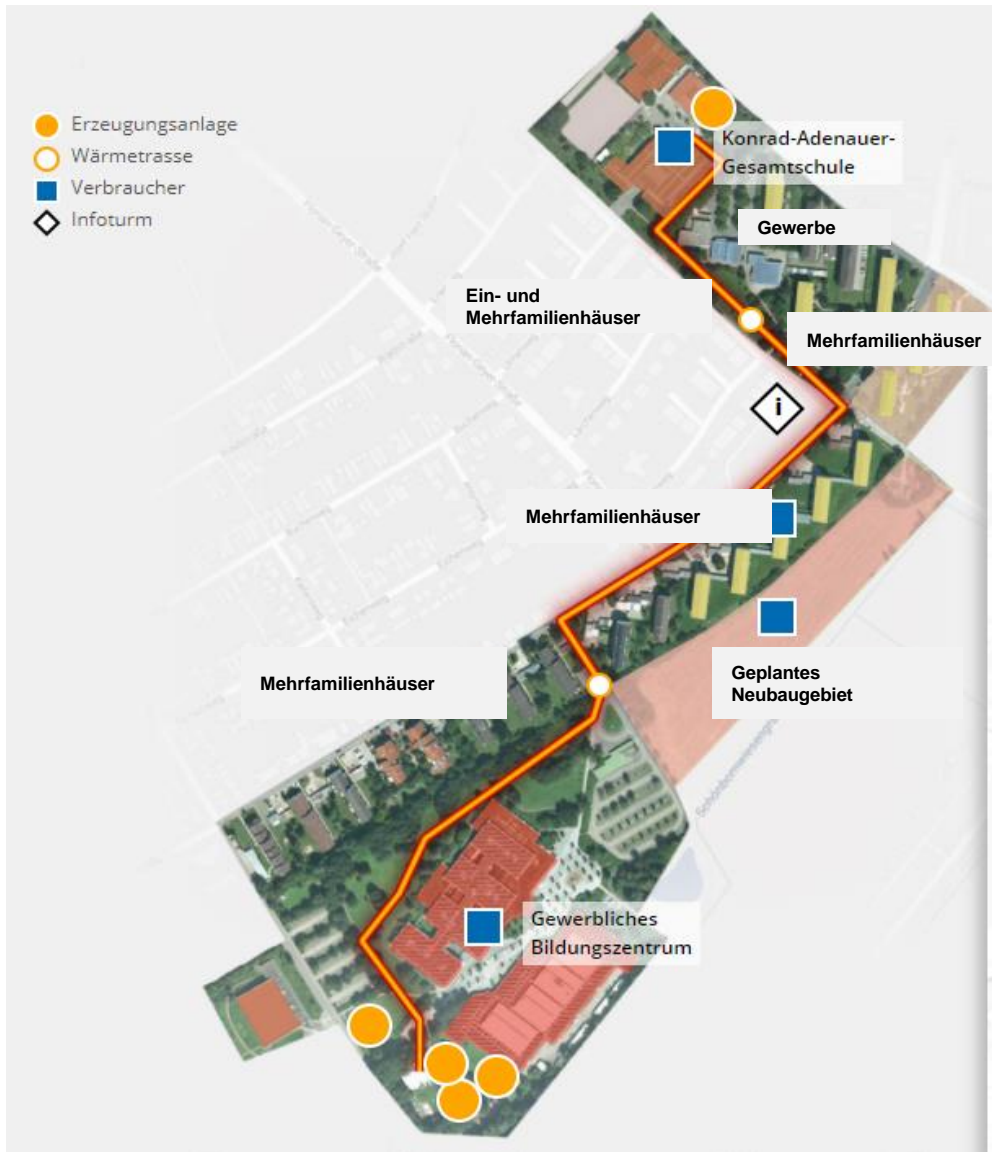 Erzeugungsanlage
Wärmetrasse
Verbraucher
Infoturm
Konrad-Adenauer-
Gesamtschule
Gewerbe
Ein- und
Mehrfamilienhäuser
Mehrfamilienhäuser
i
Mehrfamilienhäuser
Mehrfamilienhäuser
Geplantes
Neubaugebiet
Gewerbliches
Bildungszentrum